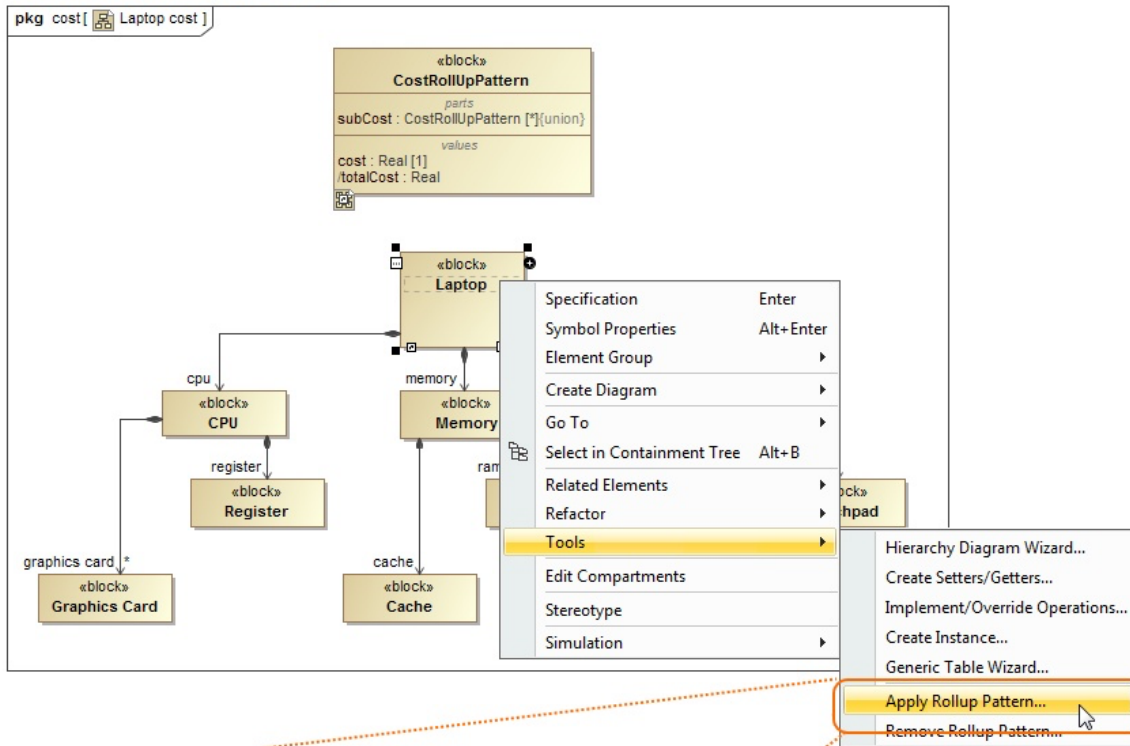 pkg cost [ Laptop cost ]
«block»
CostRollUpPattern
parts
subCost : CostRollUpPattern [*]{union}
values
cost : Real [1]
/totalCost : Real
«block»
Laptop
cpu
memory
«block»
CPU
«block»
Memory
register
ram
«block»
Register
ock»
hpad
graphics card
*
cache
«block»
Graphics Card
«block»
Cache
Specification Enter
Symbol Properties Alt+Enter
Element Group
Create Diagram
Go To
Select in Containment Tree Alt+B
Related Elements
Refactor
Tools
Edit Compartments
Stereotype
Simulation
Hierarchy Diagram Wizard...
Create Setters/Getters...
Implement/Override Operations...
Create Instance...
Generic Table Wizard...
Apply Rollup Pattern...
Remove Rollup Pattern...